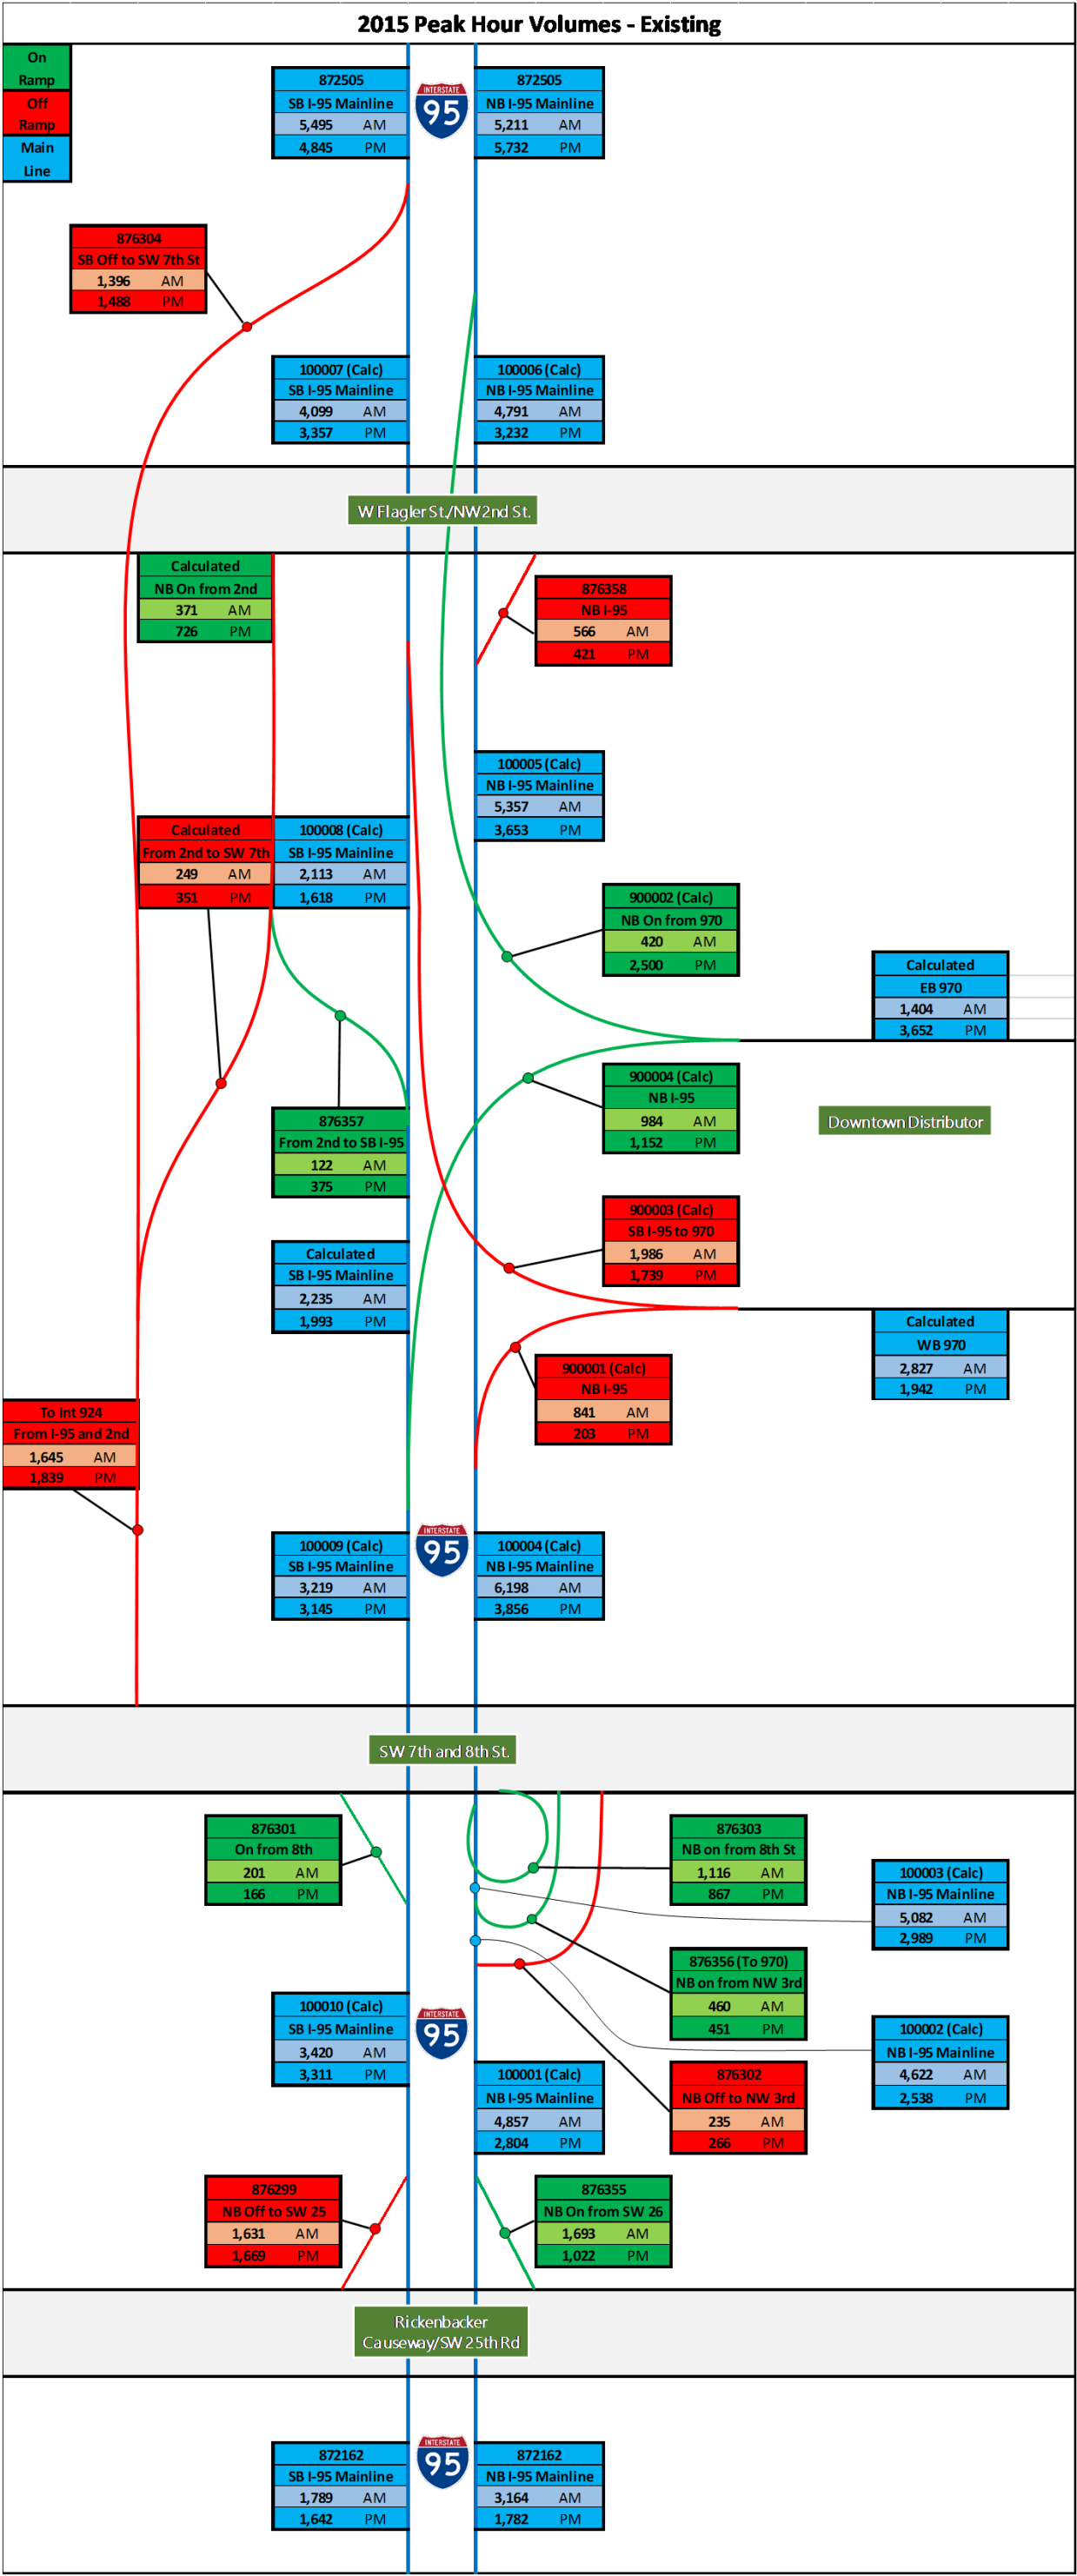 2015 Peak Hour Volumes - Existing
On
Ramp
Off
Ramp
Main
Line
872505
SB I-95 Mainline
5,495 AM
4,845 PM
INTERSTATE
95
872505
NB I-95 Mainline
5,211 AM
5,732 PM
876304
SB Off to SW 7th St
1,396 AM
1,488 PM
100007 (Calc)
SB I-95 Mainline
4,099 AM
3,357 PM
100006 (Calc)
NB I-95 Mainline
4,791 AM
3,232 PM
W Flagler St./NW 2nd St.
Calculated
NB On from 2nd
371 AM
726 PM
876358
NB I-95
566 AM
421 PM
100005 (Calc)
NB I-95 Mainline
5,357 AM
3,653 PM
Calculated
From 2nd to SW 7th
249 AM
351 PM
100008 (Calc)
SB I-95 Mainline
2,113 AM
1,618 PM
900002 (Calc)
NB On from 970
420 AM
2,500 PM
Calculated
EB 970
1,404 AM
3,652 PM
900004 (Calc)
NB I-95
984 AM
1,152 PM
Downtown Distributor
876357
From 2nd to SB I-95
122 AM
375 PM
900003 (Calc)
SB I-95 to 970
1,986 AM
1,739 PM
Calculated
SB I-95 Mainline
2,235 AM
1,993 PM
Calculated
WB 970
2,827 AM
1,942 PM
900001 (Calc)
NB I-95
841 AM
203 PM
To Int 924
From I-95 and 2nd
1,645 AM
1,839 PM
100009 (Calc)
SB I-95 Mainline
3,219 AM
3,145 PM
INTERSTATE
95
100004 (Calc)
NB I-95 Mainline
6,198 AM
3,856 PM
SW 7th and 8th St.
876301
On from 8th
201 AM
166 PM
876303
NB on from 8th St
1,116 AM
867 PM
100003 (Calc)
NB I-95 Mainline
5,082 AM
2,989 PM
876356 (To 970)
NB on from NW 3rd
460 AM
451 PM
100010 (Calc)
SB I-95 Mainline
3,420 AM
3,311 PM
INTERSTATE
95
100002 (Calc)
NB I-95 Mainline
4,622 AM
2,538 PM
100001 (Calc)
NB I-95 Mainline
4,857 AM
2,804 PM
876302
NB Off to NW 3rd
235 AM
266 PM
876299
NB Off to SW 25
1,631 AM
1,669 PM
876355
NB On from SW 26
1,693 AM
1,022 PM
Rickenbacker
Causeway/SW 25th Rd
872162
SB I-95 Mainline
1,789 AM
1,642 PM
INTERSTATE
95
872162
NB I-95 Mainline
3,164 AM
1,782 PM